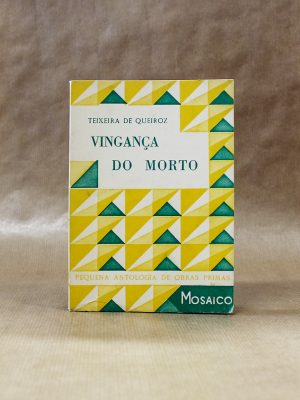 TEIXEIRA DE QUEIROZ
VINGANÇA
DO MORTO
PEQUENA ANTOLOGIA DE OBRAS PRIMAS
MOSAICO